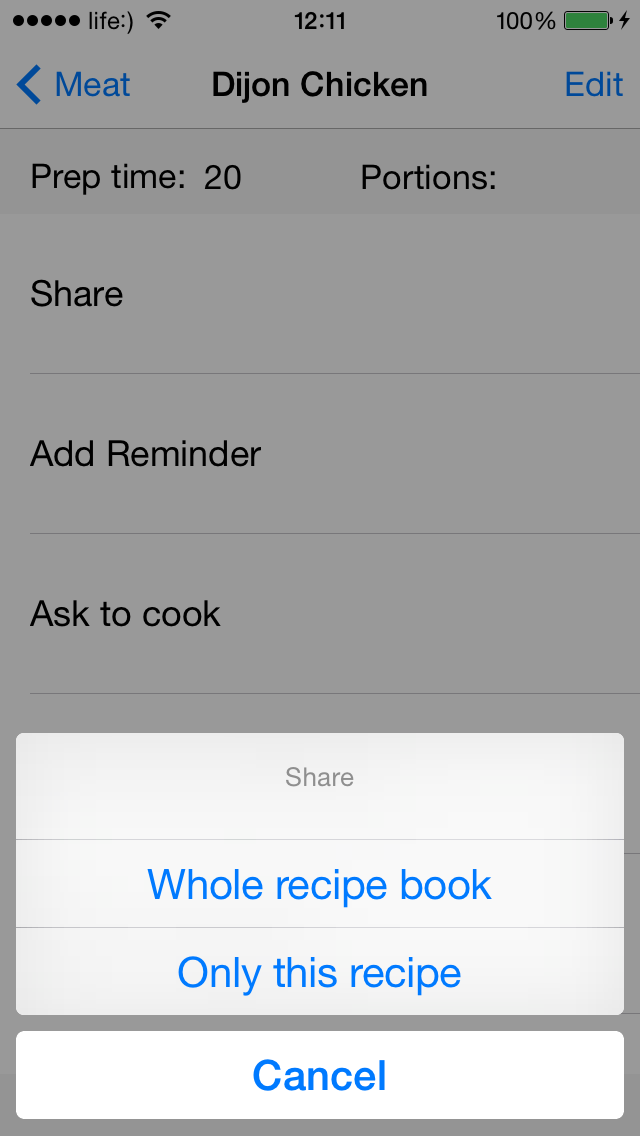 life:) 12:11 100%
Meat Dijon Chicken Edit
Prep time: 20 Portions:
Share
Add Reminder
Ask to cook
Share
Whole recipe book
Only this recipe
Cancel